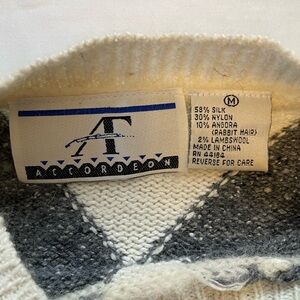 AF
ACCORDEON
M
58% SILK
30% NYLON
10% ANGORA
(RABBIT HAIR)
2% LAMBSWOOL
MADE IN CHINA
RN 44184
REVERSE FOR CARE